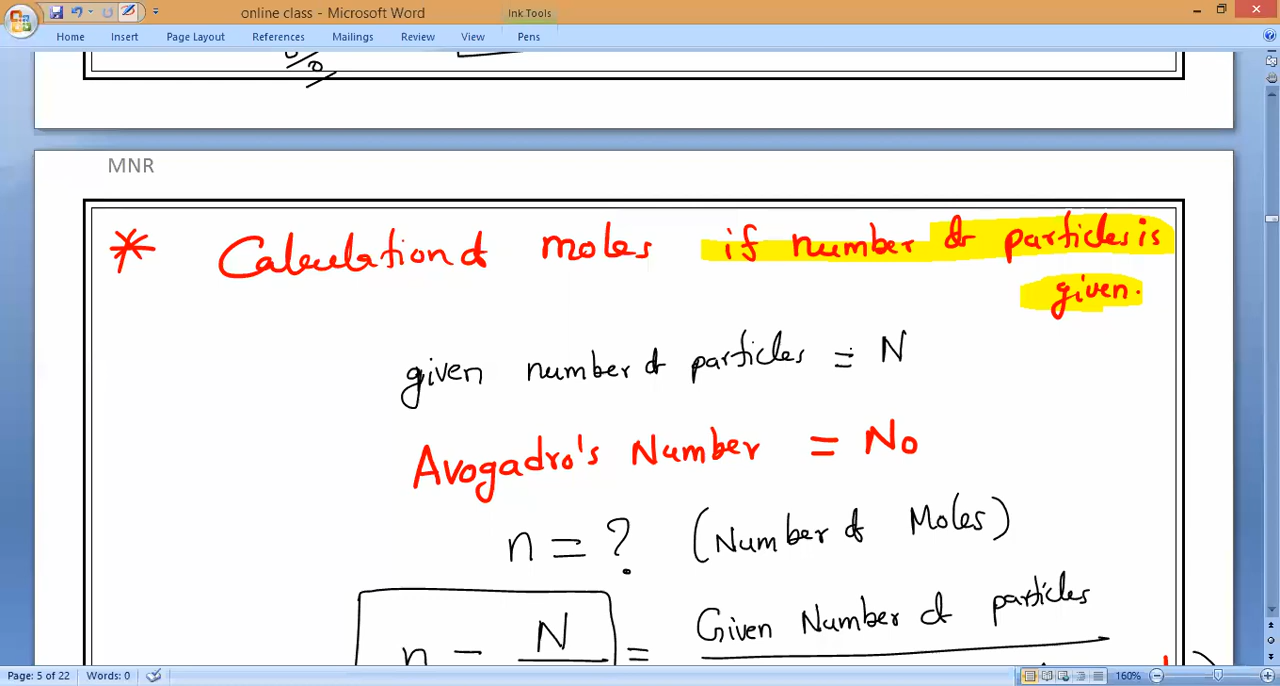 online class - Microsoft Word
Ink Tools
Home Insert Page Layout References Mailings Review View Pens
MNR
* Calculation of moles if number of particles is
given.
given number of particles = N
Avogadro's Number = No
n = ? (Number of Moles)
n = N = Given Number of particles
Page: 5 of 22 Words: 0 160%